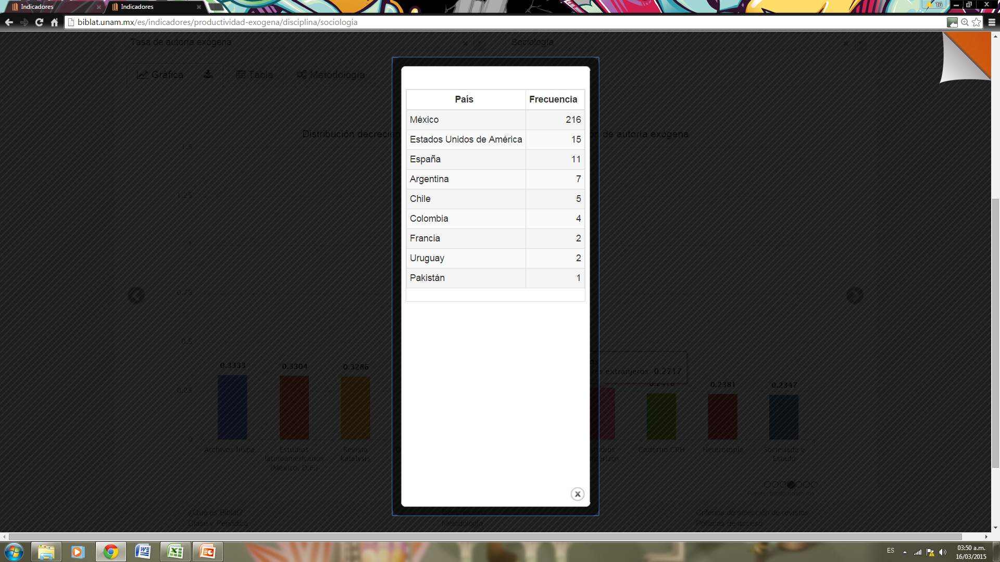 Indicadores
Indicadores
Tú
biblat.unam.mx/es/indicadores/productividad-exogena/disciplina/sociologia
Tasa de autoría exógena
Sociología
Gráfica
Tabla
Metodología
Distribución decrecien
de autoría exógena
País Frecuencia
México 216
Estados Unidos de América 15
España 11
Argentina 7
Chile 5
Colombia 4
Francia 2
Uruguay 2
Pakistán 1
1.5
1.25
1
0.75
0.5
0.25
0
0.3333
0.3304
0.3286
res extranjeros: 0.2717
0.2381
0.2347
Archivos hispa...
Estudios
latinoamericanos
(México, D.F.)
Revista
katalysis
Caderno CRH
Heterotopia
Sociedade e
Estado
¿Qué es Biblat?
Clase y Periódica
Metodología
Criterios de selección de revistas
Políticas de acceso
ES
03:50 a.m.
16/03/2015